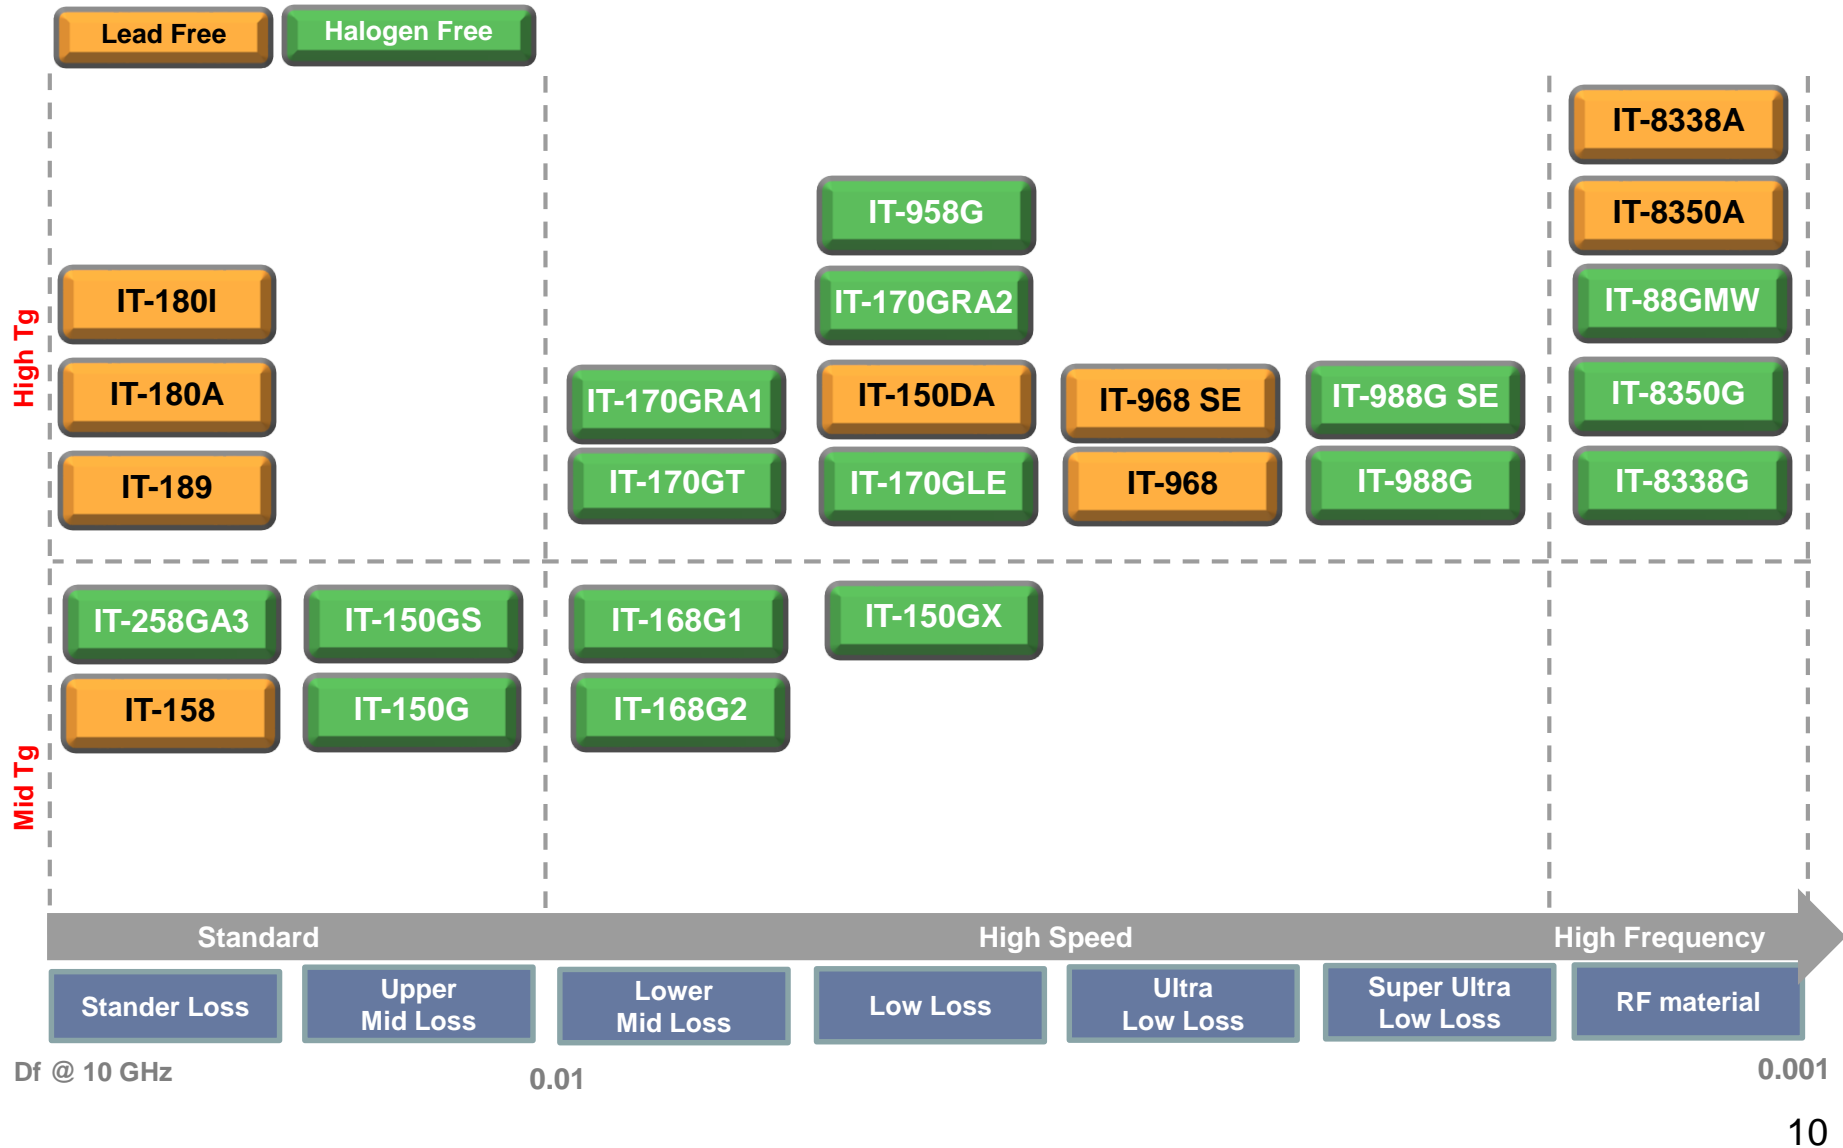 Lead Free
Halogen Free
High Tg
IT-8338A
IT-958G
IT-8350A
IT-180I
IT-170GRA2
IT-88GMW
IT-180A
IT-170GRA1
IT-150DA
IT-968 SE
IT-988G SE
IT-8350G
IT-189
IT-170GT
IT-170GLE
IT-968
IT-988G
IT-8338G
Mid Tg
IT-258GA3
IT-150GS
IT-168G1
IT-150GX
IT-158
IT-150G
IT-168G2
Standard
High Speed
High Frequency
Stander Loss
Upper
Mid Loss
Lower
Mid Loss
Low Loss
Ultra
Low Loss
Super Ultra
Low Loss
RF material
Df @ 10 GHz
0.01
0.001
10